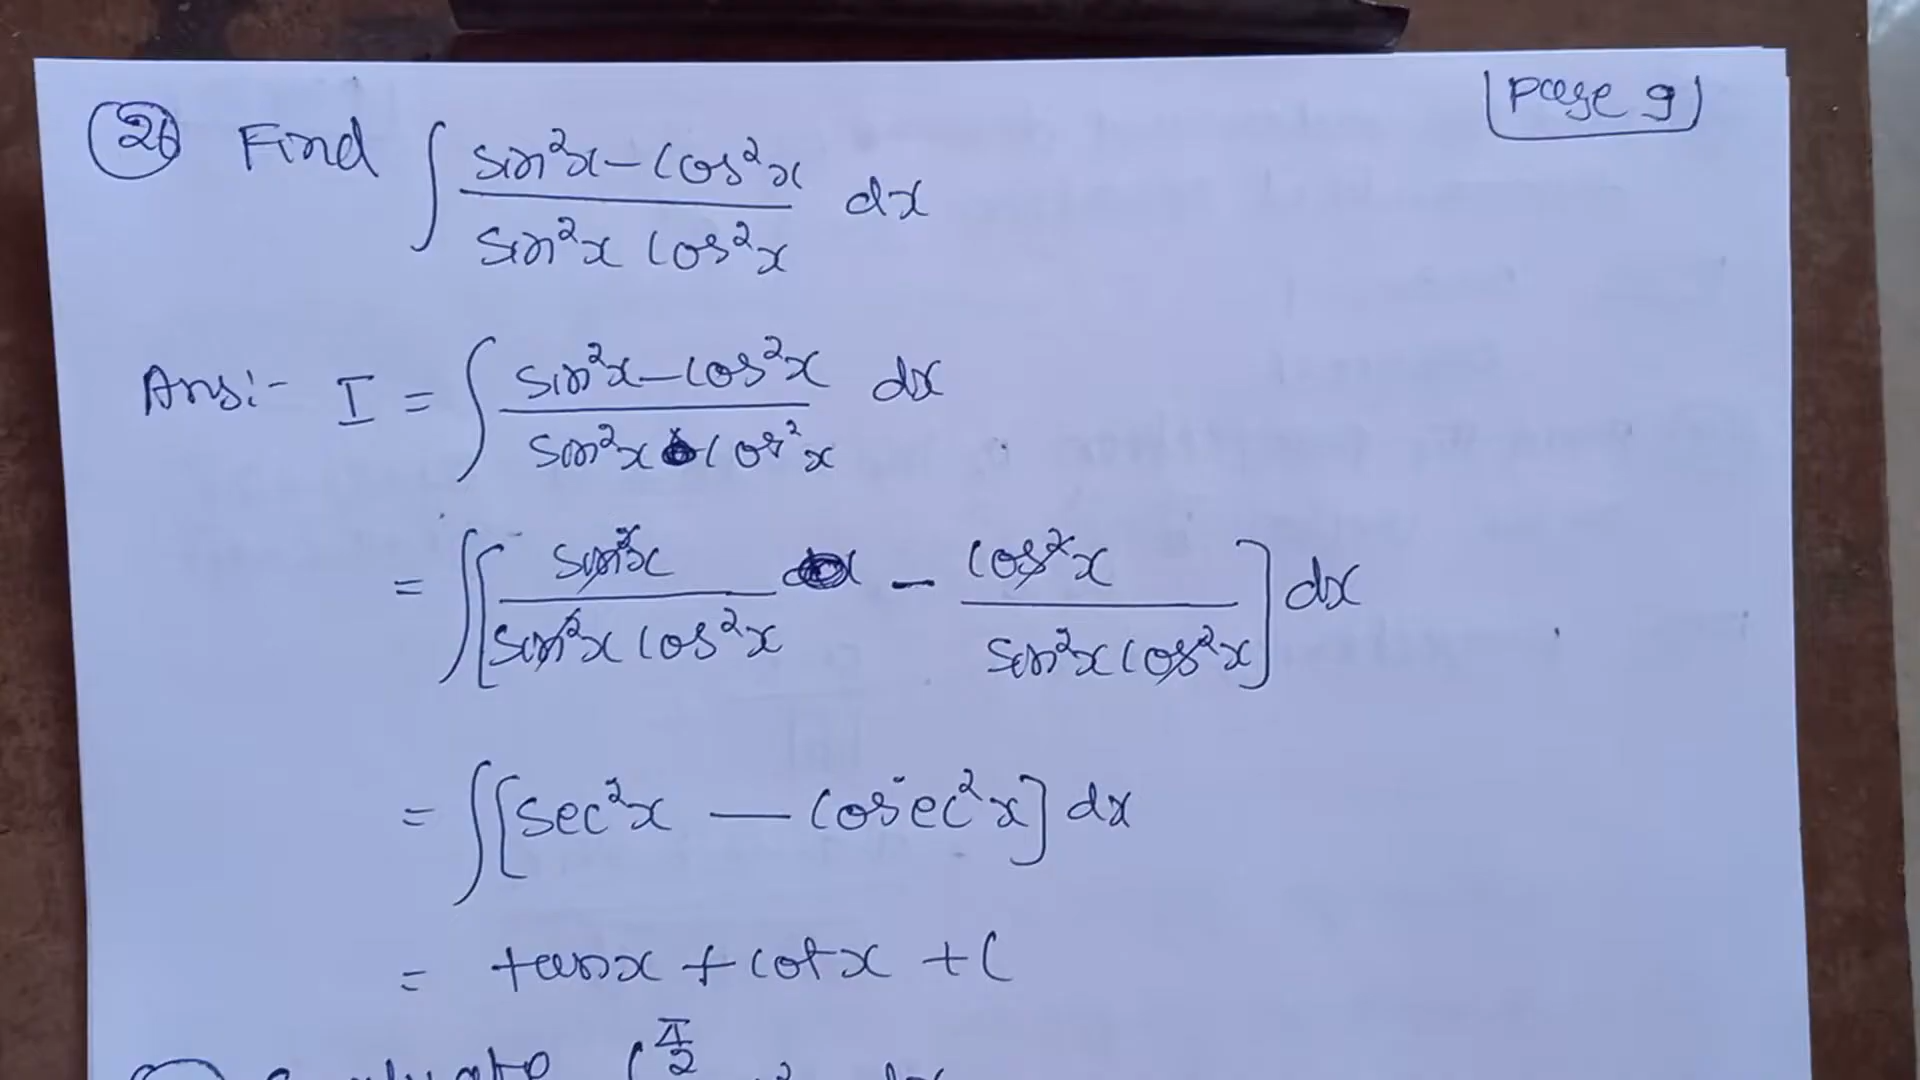 page 9
26 Find ∫ sin²x - cos²x / sin²x cos²x dx
Ans:- I = ∫ sin²x - cos²x / sin²x cos²x dx
= ∫[ sin²x / sin²x cos²x - cos²x / sin²x cos²x ] dx
= ∫[sec²x - cosec²x] dx
= tanx + cotx + C